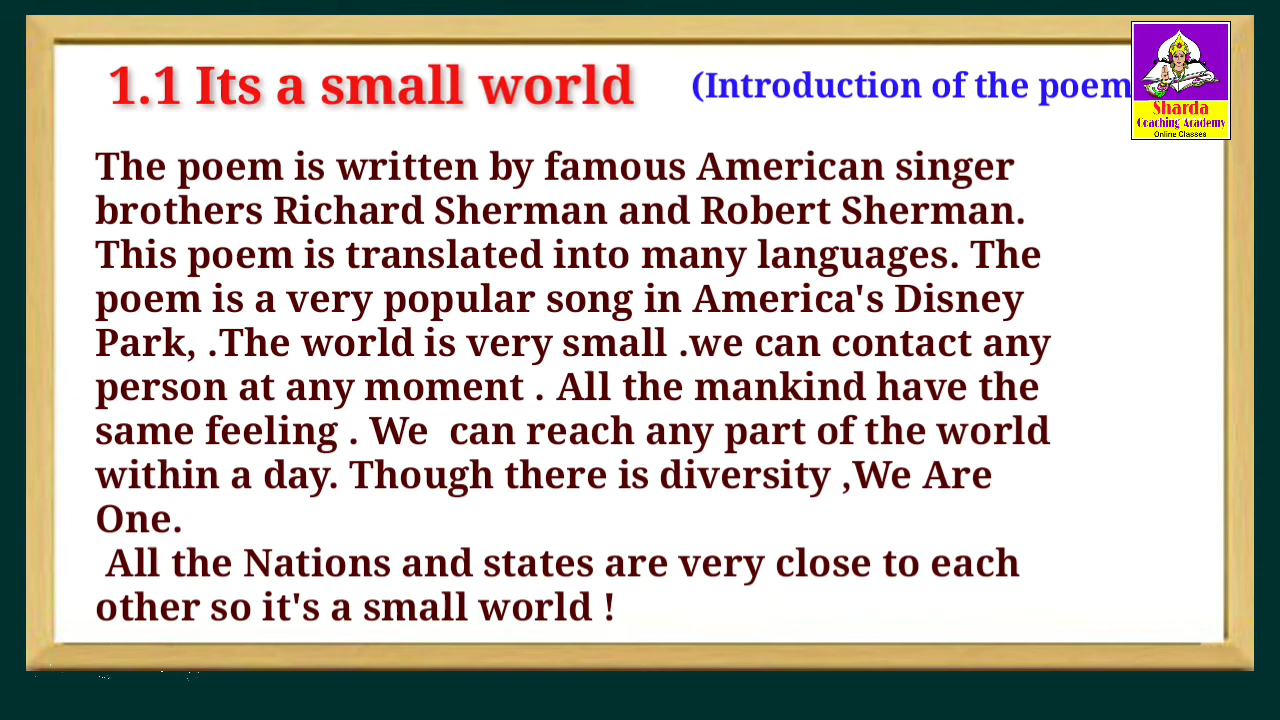 1.1 Its a small world (Introduction of the poem
Sharda
Coaching Academy
Online Classes
The poem is written by famous American singer
brothers Richard Sherman and Robert Sherman.
This poem is translated into many languages. The
poem is a very popular song in America's Disney
Park, .The world is very small .we can contact any
person at any moment . All the mankind have the
same feeling . We  can reach any part of the world
within a day. Though there is diversity ,We Are
One.
All the Nations and states are very close to each
other so it's a small world !